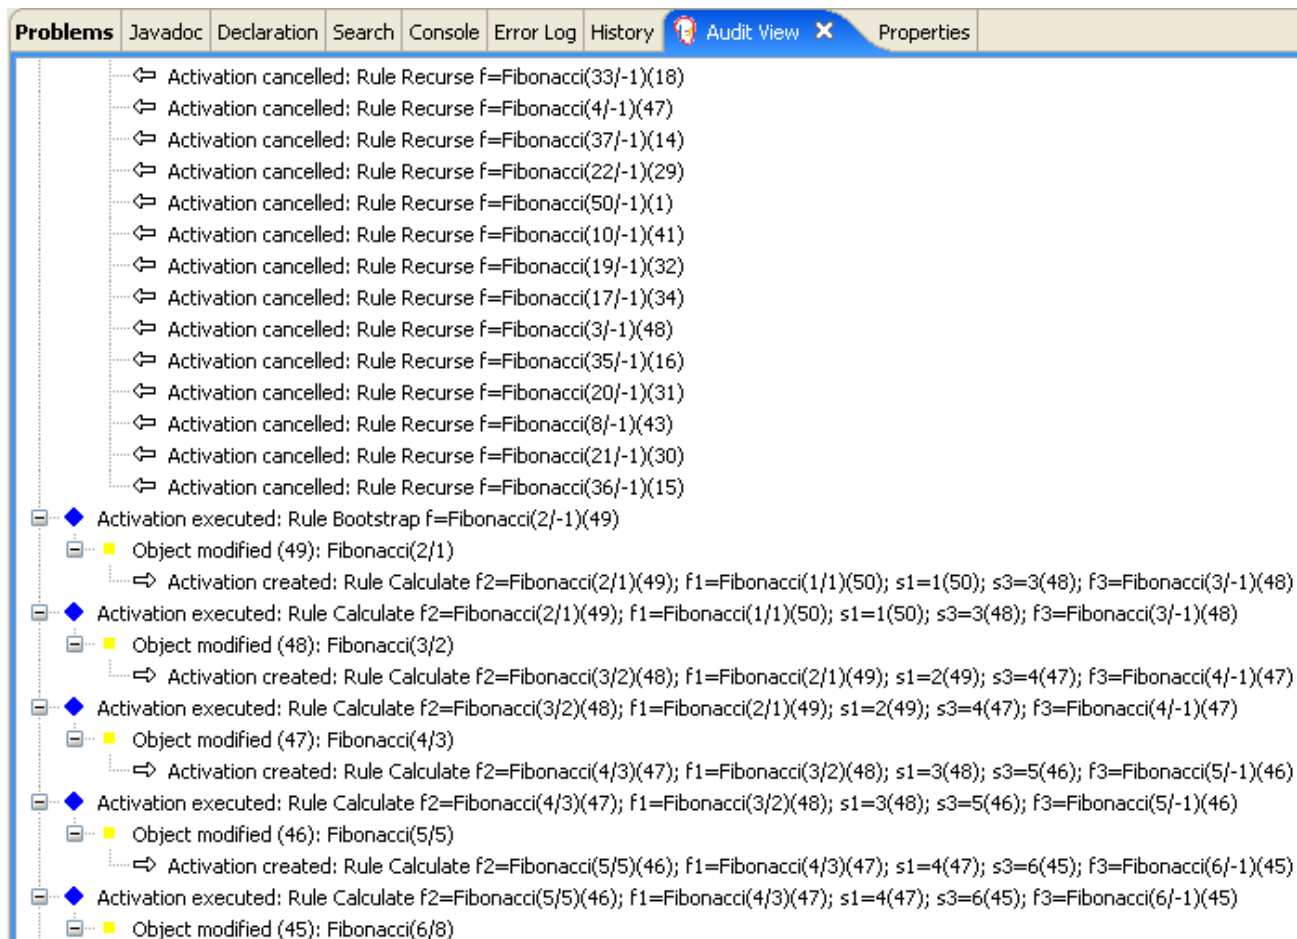 Problems Javadoc Declaration Search Console Error Log History Audit View Properties
Activation cancelled: Rule Recurse f=Fibonacci(33/-1)(18)
Activation cancelled: Rule Recurse f=Fibonacci(4/-1)(47)
Activation cancelled: Rule Recurse f=Fibonacci(37/-1)(14)
Activation cancelled: Rule Recurse f=Fibonacci(22/-1)(29)
Activation cancelled: Rule Recurse f=Fibonacci(50/-1)(1)
Activation cancelled: Rule Recurse f=Fibonacci(10/-1)(41)
Activation cancelled: Rule Recurse f=Fibonacci(19/-1)(32)
Activation cancelled: Rule Recurse f=Fibonacci(17/-1)(34)
Activation cancelled: Rule Recurse f=Fibonacci(3/-1)(48)
Activation cancelled: Rule Recurse f=Fibonacci(35/-1)(16)
Activation cancelled: Rule Recurse f=Fibonacci(20/-1)(31)
Activation cancelled: Rule Recurse f=Fibonacci(8/-1)(43)
Activation cancelled: Rule Recurse f=Fibonacci(21/-1)(30)
Activation cancelled: Rule Recurse f=Fibonacci(36/-1)(15)
Activation executed: Rule Bootstrap f=Fibonacci(2/-1)(49)
Object modified (49): Fibonacci(2/1)
Activation created: Rule Calculate f2=Fibonacci(2/1)(49); f1=Fibonacci(1/1)(50); s1=1(50); s3=3(48); f3=Fibonacci(3/-1)(48)
Activation executed: Rule Calculate f2=Fibonacci(2/1)(49); f1=Fibonacci(1/1)(50); s1=1(50); s3=3(48); f3=Fibonacci(3/-1)(48)
Object modified (48): Fibonacci(3/2)
Activation created: Rule Calculate f2=Fibonacci(3/2)(48); f1=Fibonacci(2/1)(49); s1=2(49); s3=4(47); f3=Fibonacci(4/-1)(47)
Activation executed: Rule Calculate f2=Fibonacci(3/2)(48); f1=Fibonacci(2/1)(49); s1=2(49); s3=4(47); f3=Fibonacci(4/-1)(47)
Object modified (47): Fibonacci(4/3)
Activation created: Rule Calculate f2=Fibonacci(4/3)(47); f1=Fibonacci(3/2)(48); s1=3(48); s3=5(46); f3=Fibonacci(5/-1)(46)
Activation executed: Rule Calculate f2=Fibonacci(4/3)(47); f1=Fibonacci(3/2)(48); s1=3(48); s3=5(46); f3=Fibonacci(5/-1)(46)
Object modified (46): Fibonacci(5/5)
Activation created: Rule Calculate f2=Fibonacci(5/5)(46); f1=Fibonacci(4/3)(47); s1=4(47); s3=6(45); f3=Fibonacci(6/-1)(45)
Activation executed: Rule Calculate f2=Fibonacci(5/5)(46); f1=Fibonacci(4/3)(47); s1=4(47); s3=6(45); f3=Fibonacci(6/-1)(45)
Object modified (45): Fibonacci(6/8)